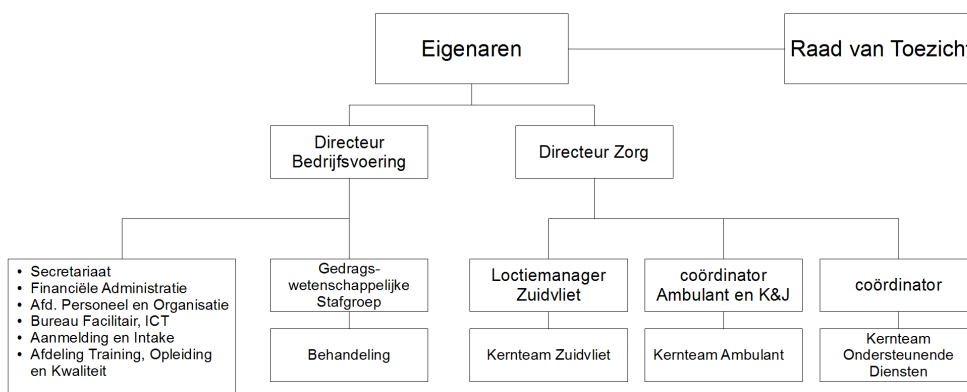 Eigenaren
Raad van Toezicht
Directeur
Bedrijfsvoering
Directeur Zorg
• Secretariaat
• Financiële Administratie
• Afd. Personeel en Organisatie
• Bureau Facilitair, ICT
• Aanmelding en Intake
• Afdeling Training, Opleiding
en Kwaliteit
Gedrags-
wetenschappelijke
Stafgroep
Behandeling
Loctiemanager
Zuidvliet
Kernteam Zuidvliet
coördinator
Ambulant en K&J
Kernteam Ambulant
coördinator
Kernteam
Ondersteunende
Diensten